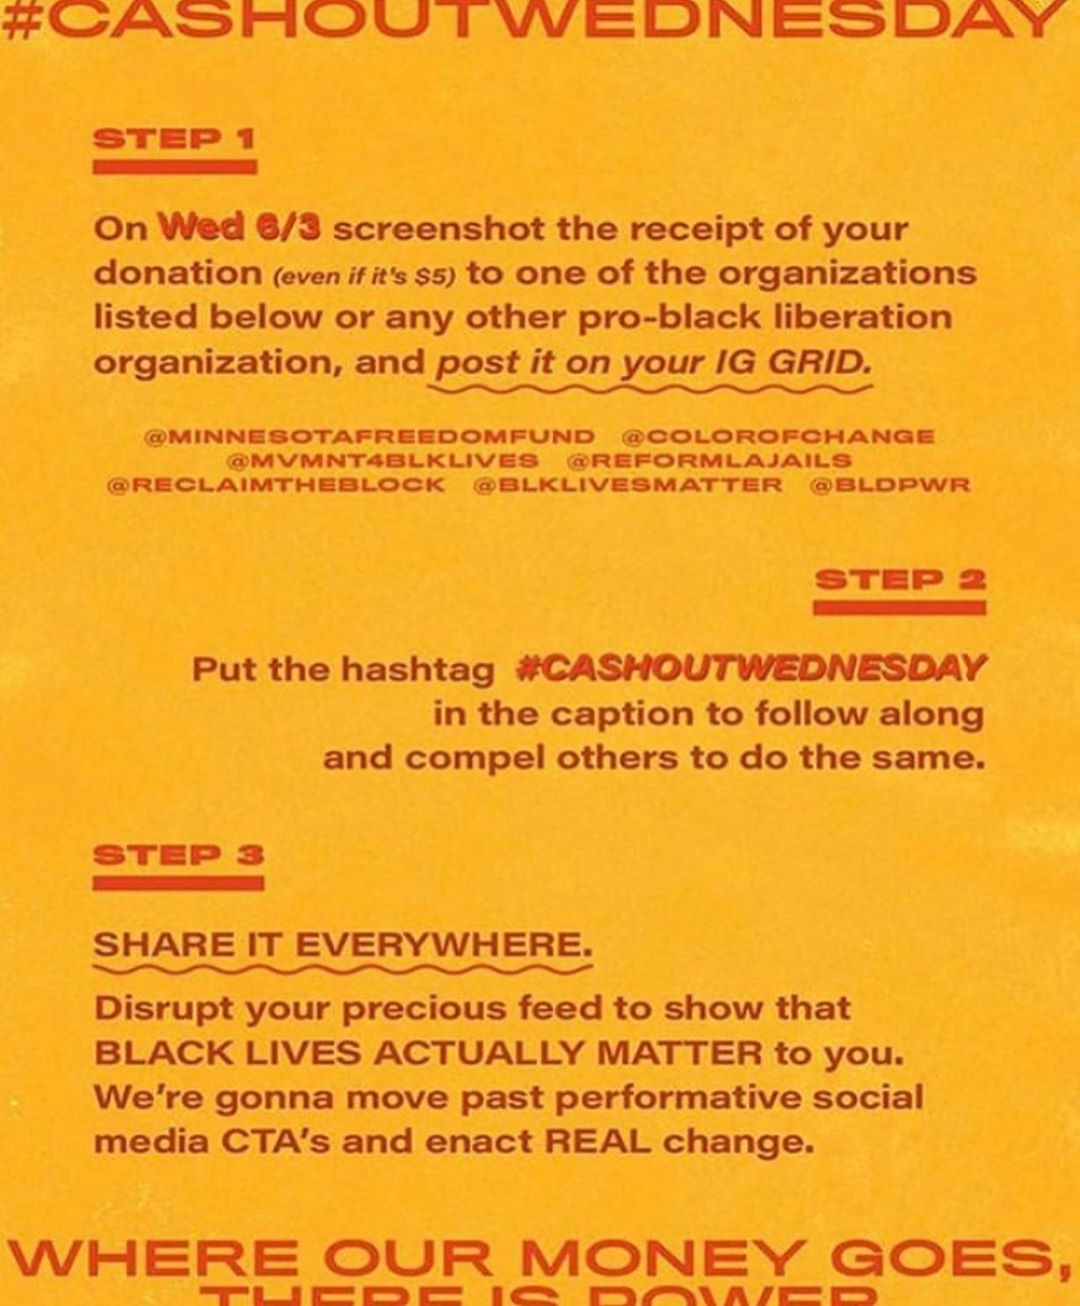 #CASHOUTWEDNESDAY
STEP 1
On Wed 6/3 screenshot the receipt of your
donation (even if it's $5) to one of the organizations
listed below or any other pro-black liberation
organization, and post it on your IG GRID.
@MINNESOTAFREEDOMFUND @COLOROFCHANGE
@MVMNT4BLKLIVES @REFORMLAJAILS
@RECLAIMTHEBLOCK @BLKLIVESMATTER @BLDPWR
STEP 2
Put the hashtag #CASHOUTWEDNESDAY
in the caption to follow along
and compel others to do the same.
STEP 3
SHARE IT EVERYWHERE.
Disrupt your precious feed to show that
BLACK LIVES ACTUALLY MATTER to you.
We're gonna move past performative social
media CTA's and enact REAL change.
WHERE OUR MONEY GOES,
THERE IS POWER